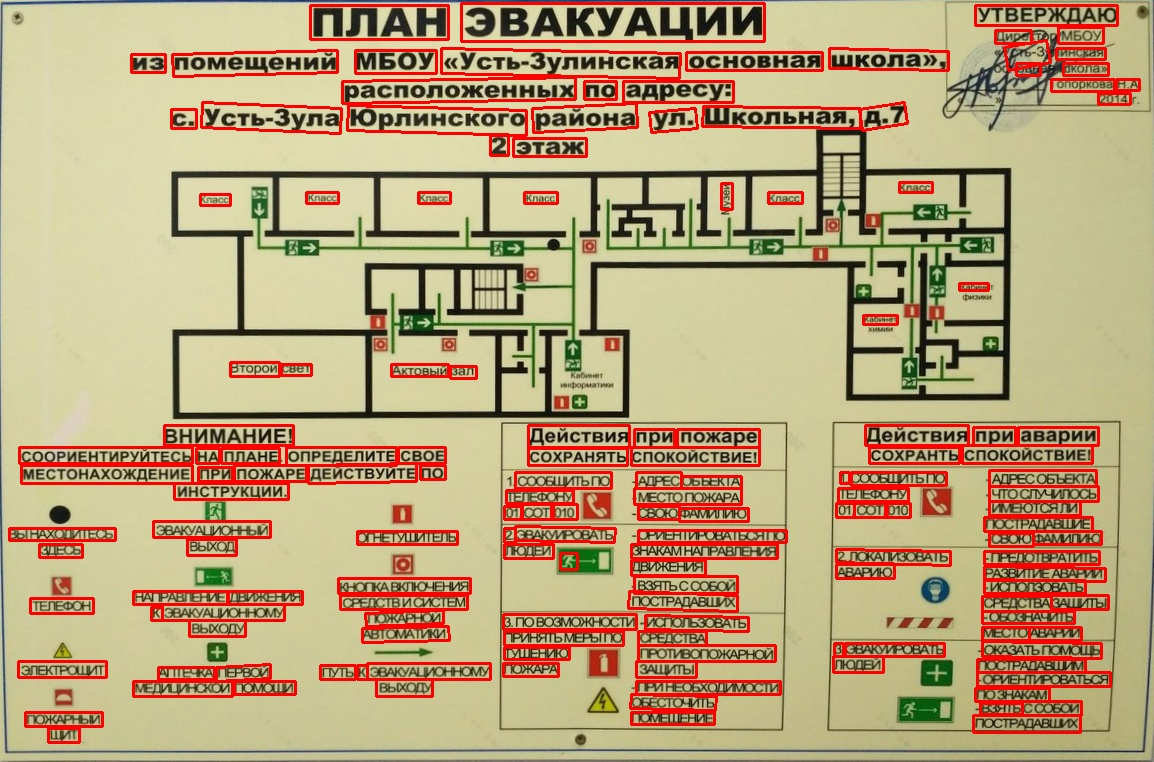 ПЛАН ЭВАКУАЦИИ
из помещений МБОУ «Усть-Зулинская основная школа»,
расположенных по адресу:
с. Усть-Зула Юрлинского района ул. Школьная, д.7
2 этаж
УТВЕРЖДАЮ
Директор МБОУ
школа»
2014 г.
Класс
Класс
Класс
Класс
Музей
Класс
Класс
Кабинет
физики
Кабинет
химии
Второй свет
Актовый зал
Кабинет
информатики
ВНИМАНИЕ!
СООРИЕНТИРУЙТЕСЬ НА ПЛАНЕ, ОПРЕДЕЛИТЕ СВОЕ
МЕСТОНАХОЖДЕНИЕ ПРИ ПОЖАРЕ ДЕЙСТВУЙТЕ ПО
ИНСТРУКЦИИ.
ВЫ НАХОДИТЕСЬ
ЗДЕСЬ
ЭВАКУАЦИОННЫЙ
ВЫХОД
ОГНЕТУШИТЕЛЬ
ТЕЛЕФОН
НАПРАВЛЕНИЕ ДВИЖЕНИЯ
К ЭВАКУАЦИОННОМУ
ВЫХОДУ
КНОПКА ВКЛЮЧЕНИЯ
СРЕДСТВ И СИСТЕМ
ПОЖАРНОЙ
АВТОМАТИКИ
ЭЛЕКТРОЩИТ
АПТЕЧКА ПЕРВОЙ
МЕДИЦИНСКОЙ ПОМОЩИ
ПУТЬ К ЭВАКУАЦИОННОМУ
ВЫХОДУ
ПОЖАРНЫЙ
ЩИТ
Действия при пожаре
СОХРАНЯТЬ СПОКОЙСТВИЕ!
1. СООБЩИТЬ ПО
ТЕЛЕФОНУ
01 СОТ 010
- АДРЕС ОБЪЕКТА
- МЕСТО ПОЖАРА
- СВОЮ ФАМИЛИЮ
2. ЭВАКУИРОВАТЬ
ЛЮДЕЙ
- ОРИЕНТИРОВАТЬСЯ ПО
ЗНАКАМ НАПРАВЛЕНИЯ
ДВИЖЕНИЯ
- ВЗЯТЬ С СОБОЙ
ПОСТРАДАВШИХ
3. ПО ВОЗМОЖНОСТИ
ПРИНЯТЬ МЕРЫ ПО
ТУШЕНИЮ
ПОЖАРА
- ИСПОЛЬЗОВАТЬ
СРЕДСТВА
ПРОТИВОПОЖАРНОЙ
ЗАЩИТЫ
- ПРИ НЕОБХОДИМОСТИ
ОБЕСТОЧИТЬ
ПОМЕЩЕНИЕ
Действия при аварии
СОХРАНТЬ СПОКОЙСТВИЕ!
1. СООБЩИТЬ ПО
ТЕЛЕФОНУ
01 СОТ 010
- АДРЕС ОБЪЕКТА
- ЧТО СЛУЧИЛОСЬ
- ИМЕЮТСЯ ЛИ
ПОСТРАДАВШИЕ
- СВОЮ ФАМИЛИЮ
2. ЛОКАЛИЗОВАТЬ
АВАРИЮ
- ПРЕДОТВРАТИТЬ
РАЗВИТИЕ АВАРИИ
- ИСПОЛЗОВАТЬ
СРЕДСТВА ЗАЩИТЫ
- ОБОЗНАЧИТЬ
МЕСТО АВАРИИ
3. ЭВАКУИРОВАТЬ
ЛЮДЕЙ
- ОКАЗАТЬ ПОМОЩЬ
ПОСТРАДАВШИМ
- ОРИЕНТИРОВАТЬСЯ
ПО ЗНАКАМ
- ВЗЯТЬ С СОБОЙ
ПОСТРАДАВШИХ